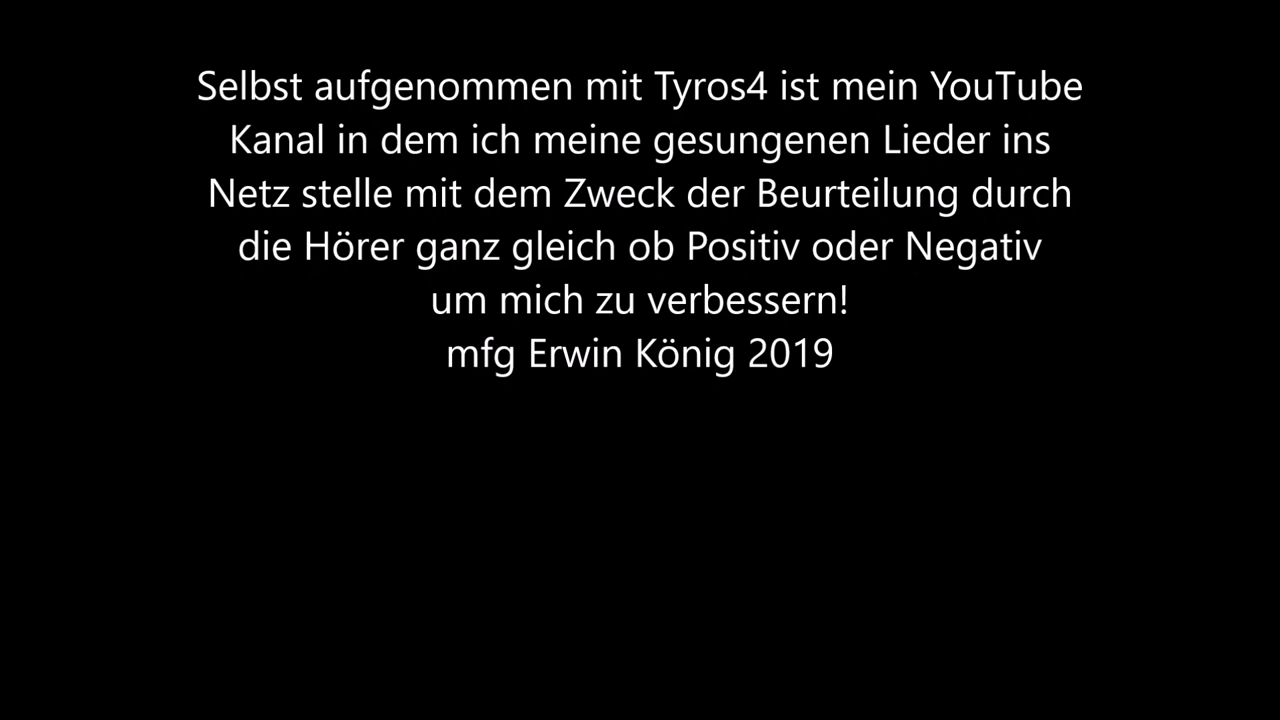 Selbst aufgenommen mit Tyros4 ist mein YouTube
Kanal in dem ich meine gesungenen Lieder ins
Netz stelle mit dem Zweck der Beurteilung durch
die Hörer ganz gleich ob Positiv oder Negativ
um mich zu verbessern!
mfg Erwin König 2019